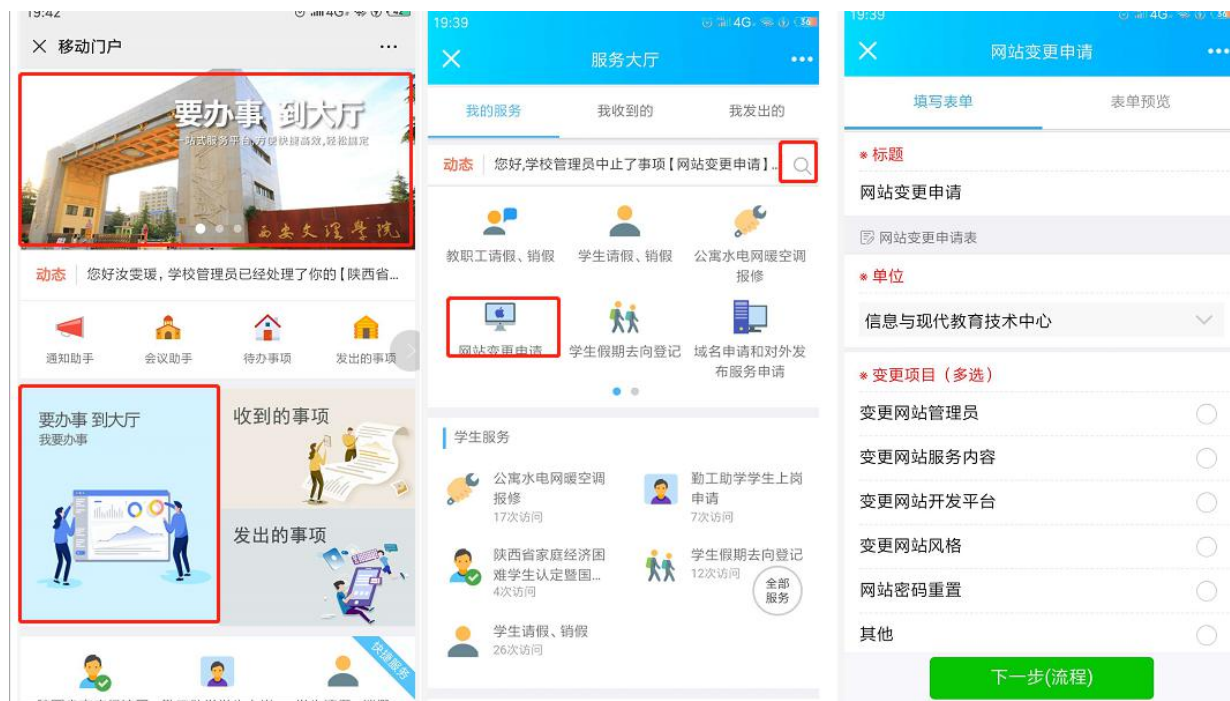 19:42
4G
42
移动门户
要办事 到大厅
一站式服务平台,方便快捷高效,轻松搞定
西安文理学院
动态
您好汝雯瑗，学校管理员已经处理了你的【陕西省...
通知助手
会议助手
待办事项
发出的事项
要办事 到大厅
我要办事
收到的事项
发出的事项
快捷服务
19:39
4G
36
服务大厅
我的服务
我收到的
我发出的
动态
您好,学校管理员中止了事项【网站变更申请】...
教职工请假、销假
学生请假、销假
公寓水电网暖空调
报修
网站变更申请
学生假期去向登记
域名申请和对外发
布服务申请
学生服务
公寓水电网暖空调
报修
17次访问
勤工助学学生上岗
申请
7次访问
陕西省家庭经济困
难学生认定暨国...
4次访问
学生假期去向登记
12次访问
全部
服务
学生请假、销假
26次访问
19:39
4G
36
网站变更申请
填写表单
表单预览
* 标题
网站变更申请
网站变更申请表
* 单位
信息与现代教育技术中心
* 变更项目（多选）
变更网站管理员
变更网站服务内容
变更网站开发平台
变更网站风格
网站密码重置
其他
下一步(流程)